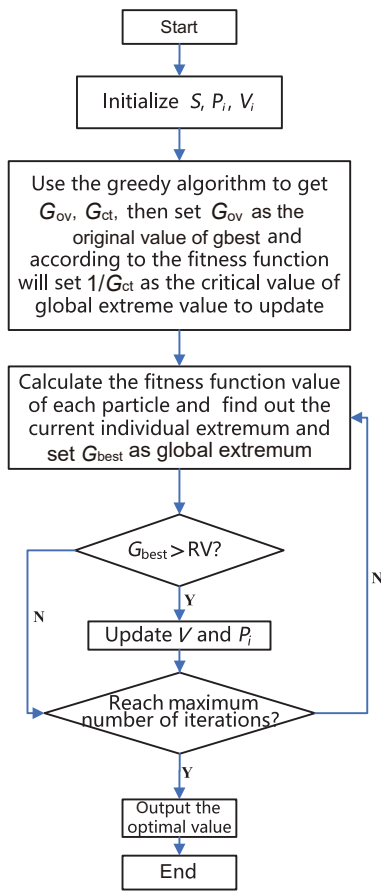 Start
Initialize S, Pi, Vi
Use the greedy algorithm to get
Gov, Gct, then set Gov as the
original value of gbest and
according to the fitness function
will set 1/Gct as the critical value of
global extreme value to update
Calculate the fitness function value
of each particle and find out the
current individual extremum and
set Gbest as global extremum
Gbest>RV?
N
Y
N
Update V and Pi
Reach maximum
number of iterations?
Y
Output the
optimal value
End